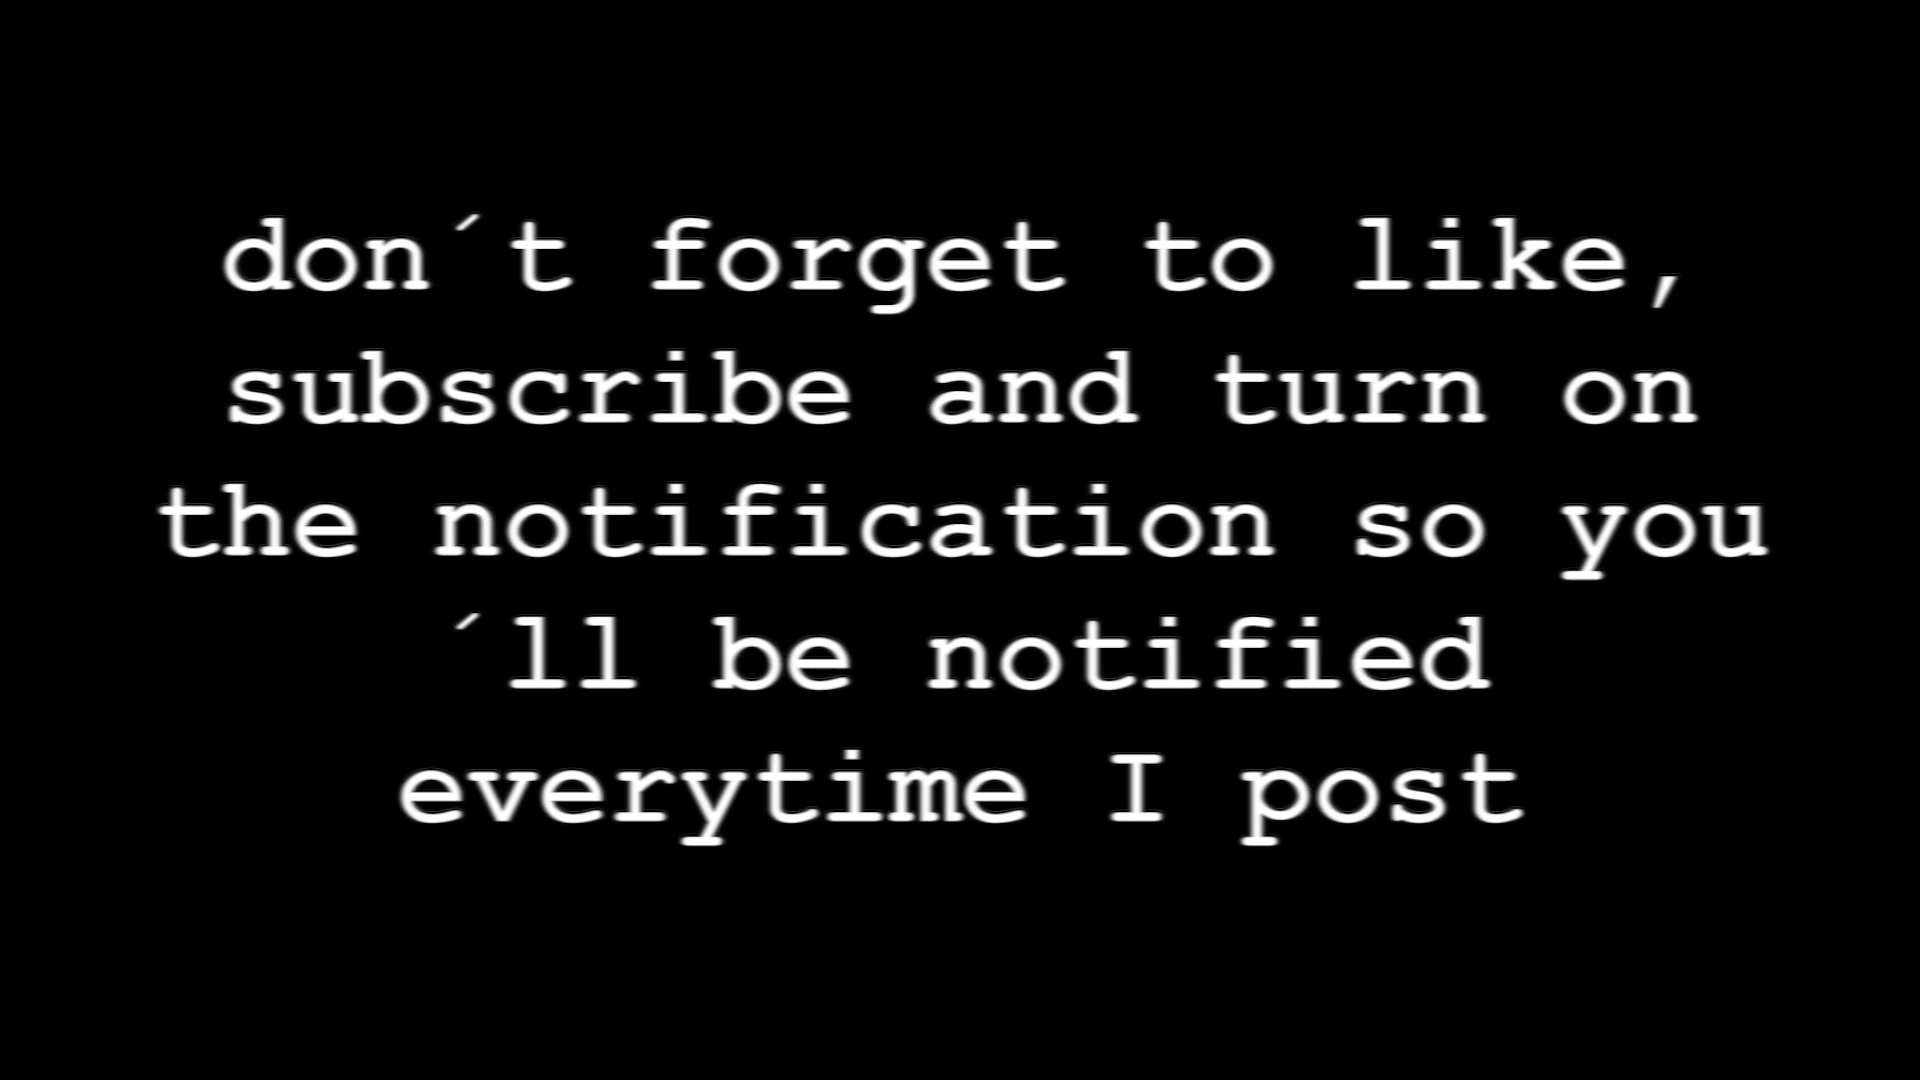 don´t forget to like,
subscribe and turn on
the notification so you
´ll be notified
everytime I post